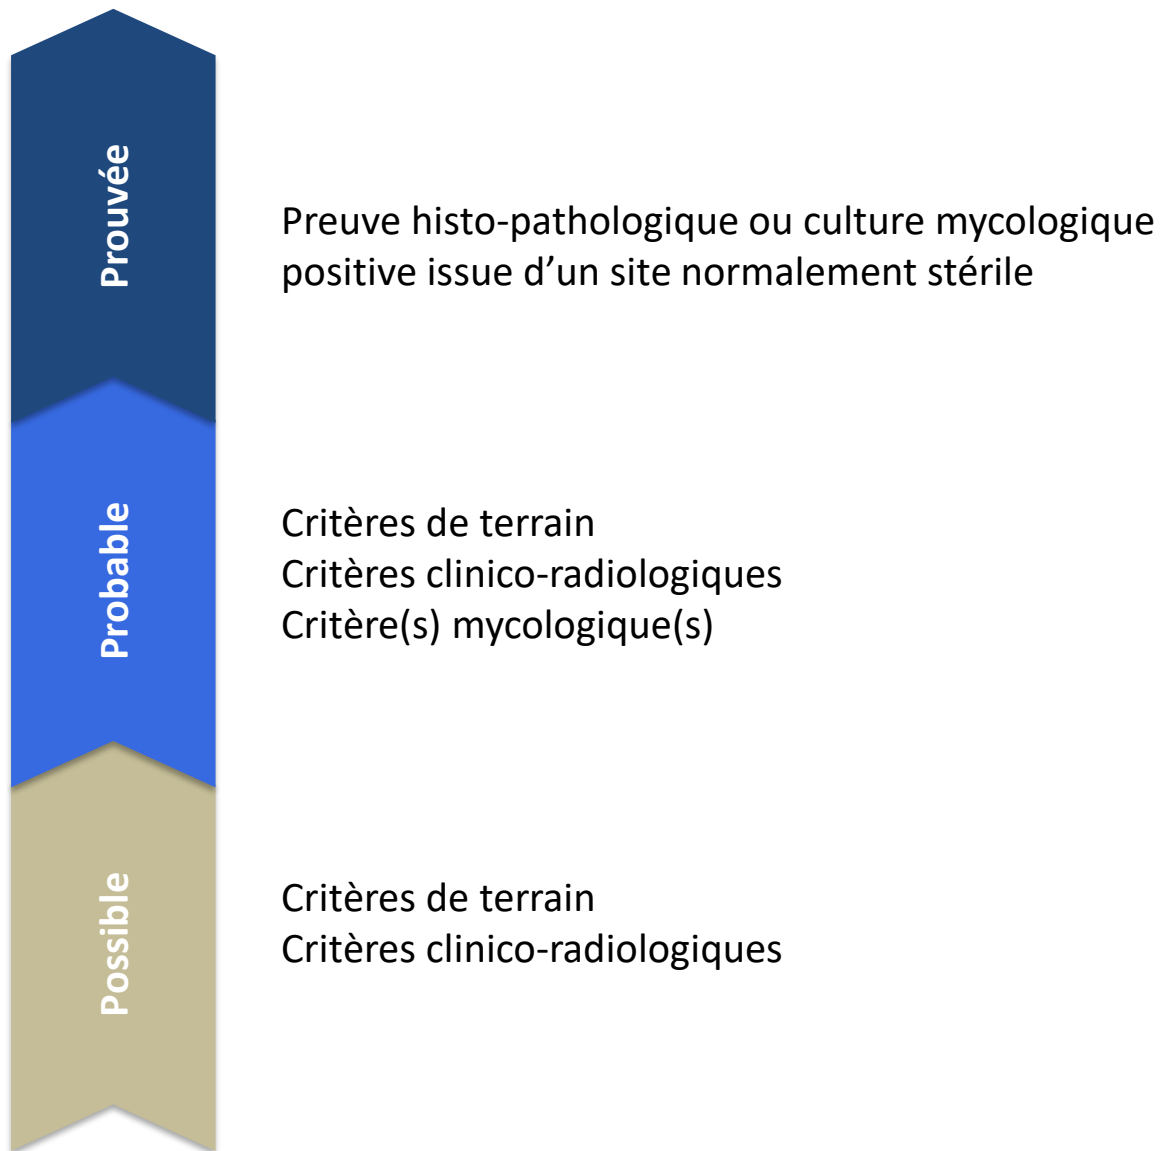 Prouvée
Preuve histo-pathologique ou culture mycologique
positive issue d’un site normalement stérile
Probable
Critères de terrain
Critères clinico-radiologiques
Critère(s) mycologique(s)
Possible
Critères de terrain
Critères clinico-radiologiques